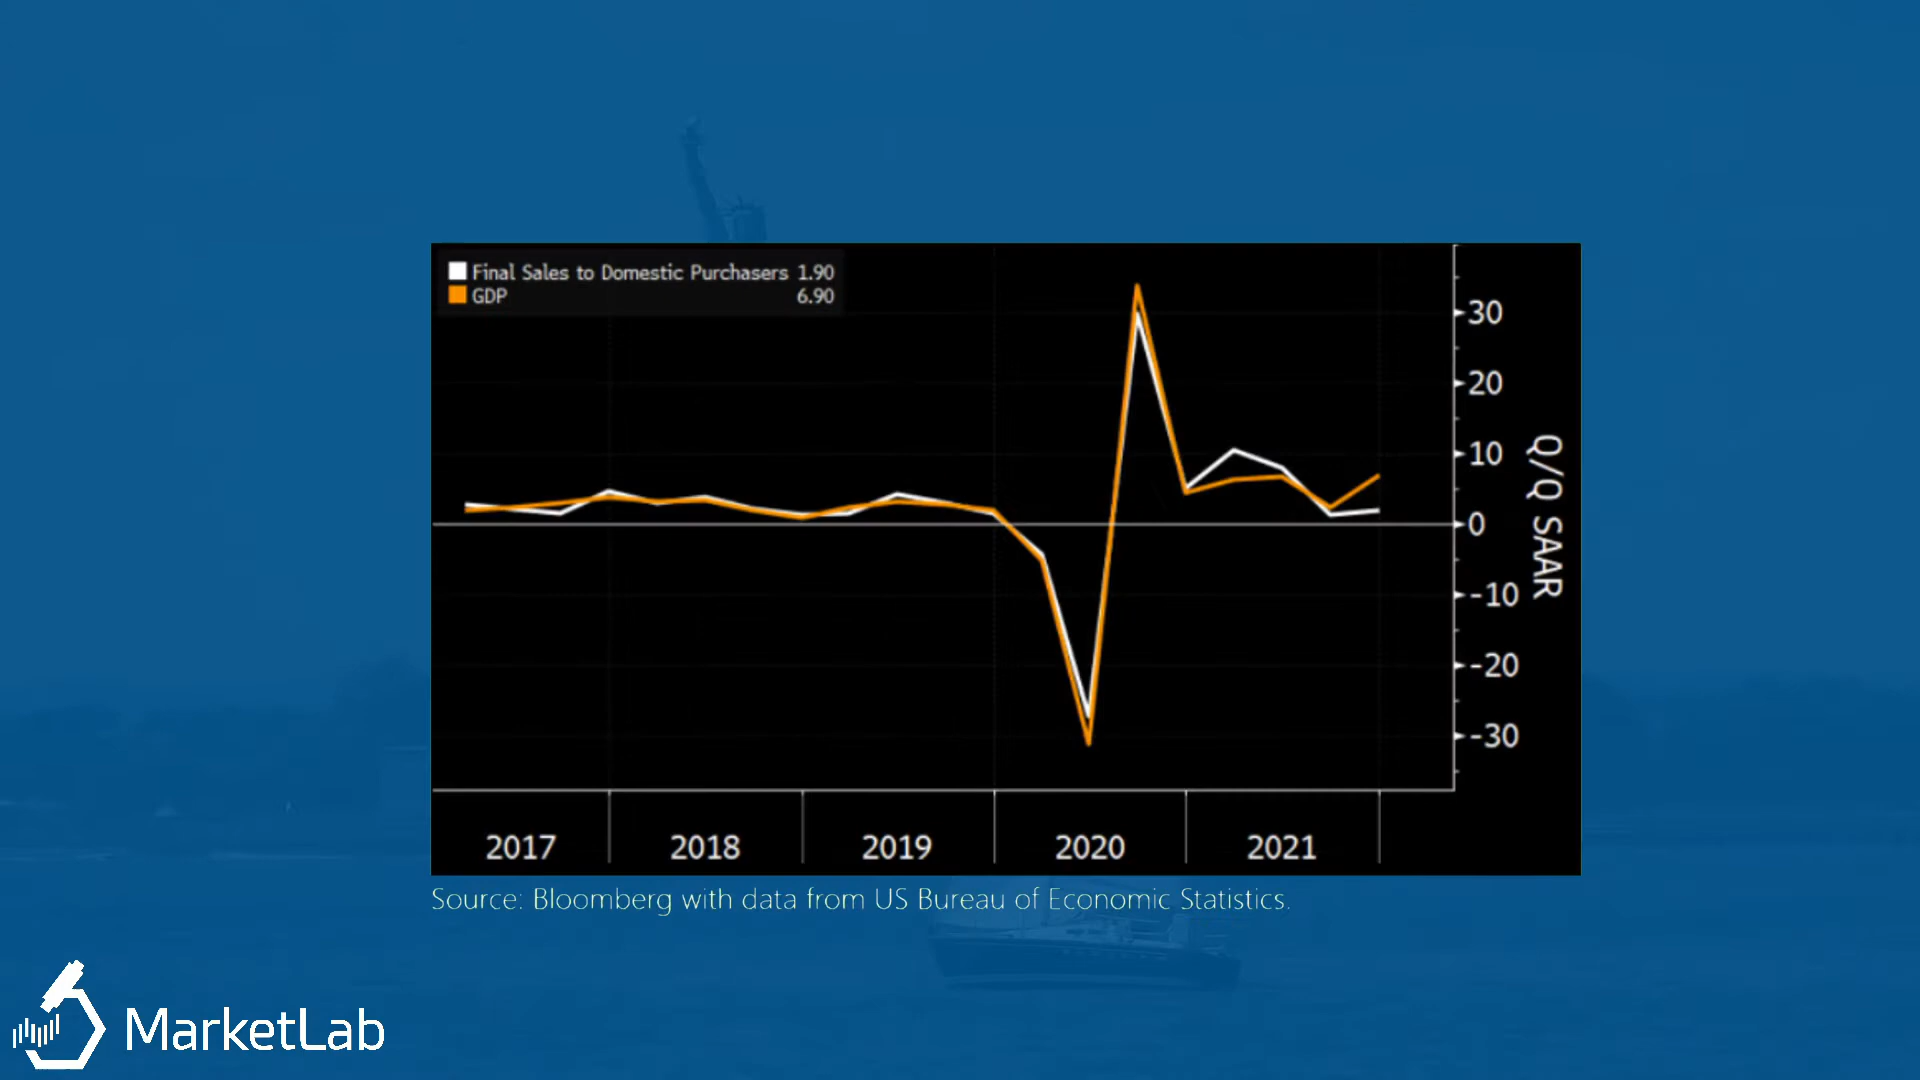 Final Sales to Domestic Purchasers 1.90
GDP 6.90
30
20
10
0
-10
-20
-30
Q/Q SAAR
2017 2018 2019 2020 2021
Source: Bloomberg with data from US Bureau of Economic Statistics.
MarketLab